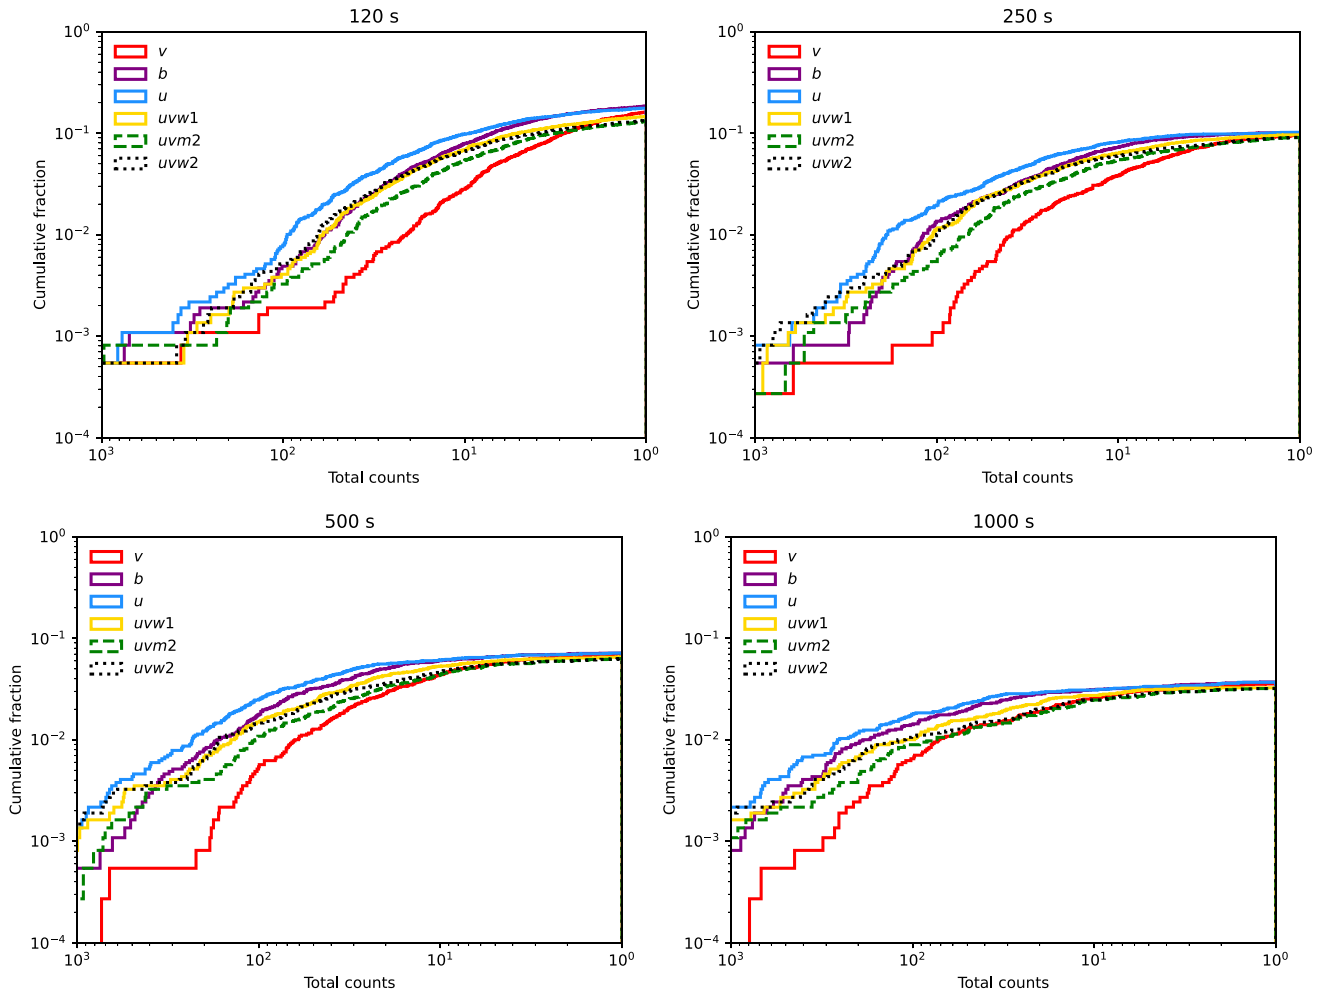 120 s
10⁰
10⁻¹
10⁻²
10⁻³
10⁻⁴
Cumulative fraction
v
b
u
uvw1
uvm2
uvw2
10³
10²
10¹
10⁰
Total counts
250 s
10⁰
10⁻¹
10⁻²
10⁻³
10⁻⁴
Cumulative fraction
v
b
u
uvw1
uvm2
uvw2
10³
10²
10¹
10⁰
Total counts
500 s
10⁰
10⁻¹
10⁻²
10⁻³
10⁻⁴
Cumulative fraction
v
b
u
uvw1
uvm2
uvw2
10³
10²
10¹
10⁰
Total counts
1000 s
10⁰
10⁻¹
10⁻²
10⁻³
10⁻⁴
Cumulative fraction
v
b
u
uvw1
uvm2
uvw2
10³
10²
10¹
10⁰
Total counts